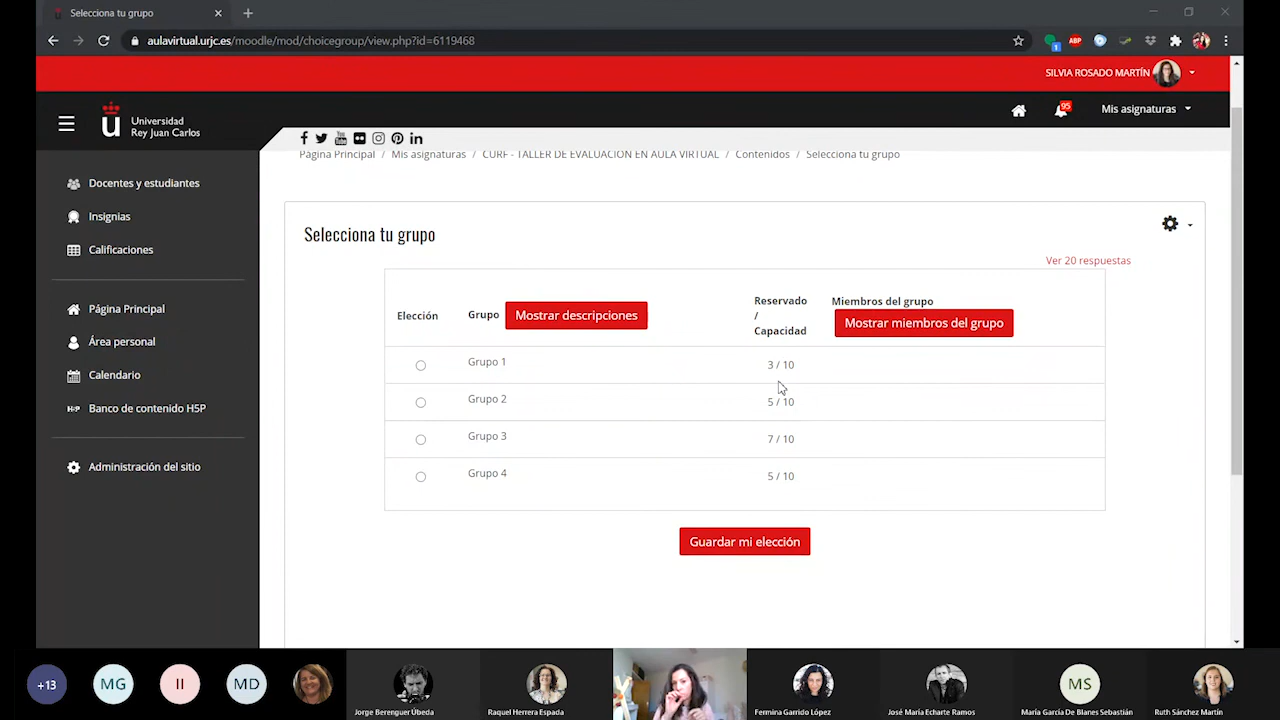 Selecciona tu grupo
aulavirtual.urjc.es/moodle/mod/choicegroup/view.php?id=6119468
1
ABP
SILVIA ROSADO MARTÍN
Universidad
Rey Juan Carlos
95
Mis asignaturas
Página Principal / Mis asignaturas / CURF - TALLER DE EVALUACIÓN EN AULA VIRTUAL / Contenidos / Selecciona tu grupo
Docentes y estudiantes
Insignias
Calificaciones
Página Principal
Área personal
Calendario
H5P Banco de contenido H5P
Administración del sitio
Selecciona tu grupo
Ver 20 respuestas
Elección
Grupo
Mostrar descripciones
Reservado
/
Capacidad
Miembros del grupo
Mostrar miembros del grupo
Grupo 1 3 / 10
Grupo 2 5 / 10
Grupo 3 7 / 10
Grupo 4 5 / 10
Guardar mi elección
+13 MG II MD MS
Jorge Berenguer Úbeda
Raquel Herrera Espada
Fermina Garrido López
José María Echarte Ramos
María García De Blanes Sebastián
Ruth Sánchez Martín